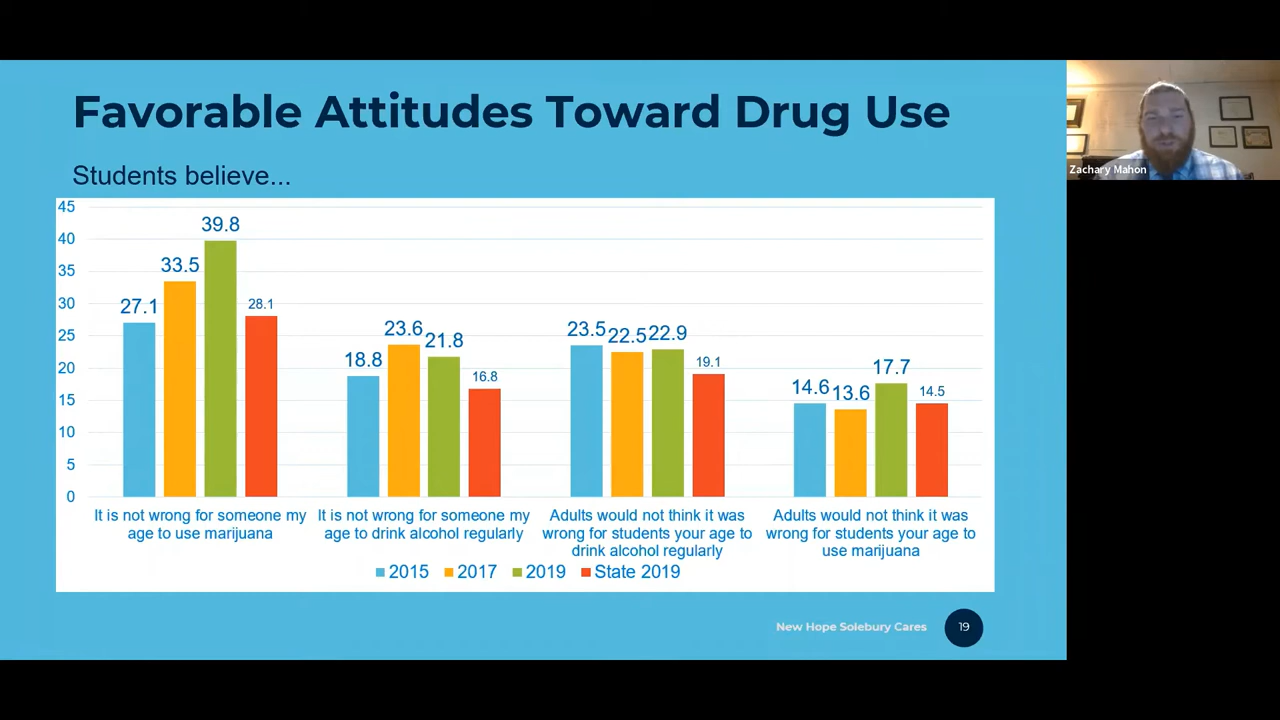 Favorable Attitudes Toward Drug Use
Zachary Mahon
Students believe...
45
40
35
30
25
20
15
10
5
0
27.1
33.5
39.8
28.1
18.8
23.6
21.8
16.8
23.5
22.5
22.9
19.1
14.6
13.6
17.7
14.5
It is not wrong for someone my
age to use marijuana
It is not wrong for someone my
age to drink alcohol regularly
Adults would not think it was
wrong for students your age to
drink alcohol regularly
Adults would not think it was
wrong for students your age to
use marijuana
2015 2017 2019 State 2019
New Hope Solebury Cares 19